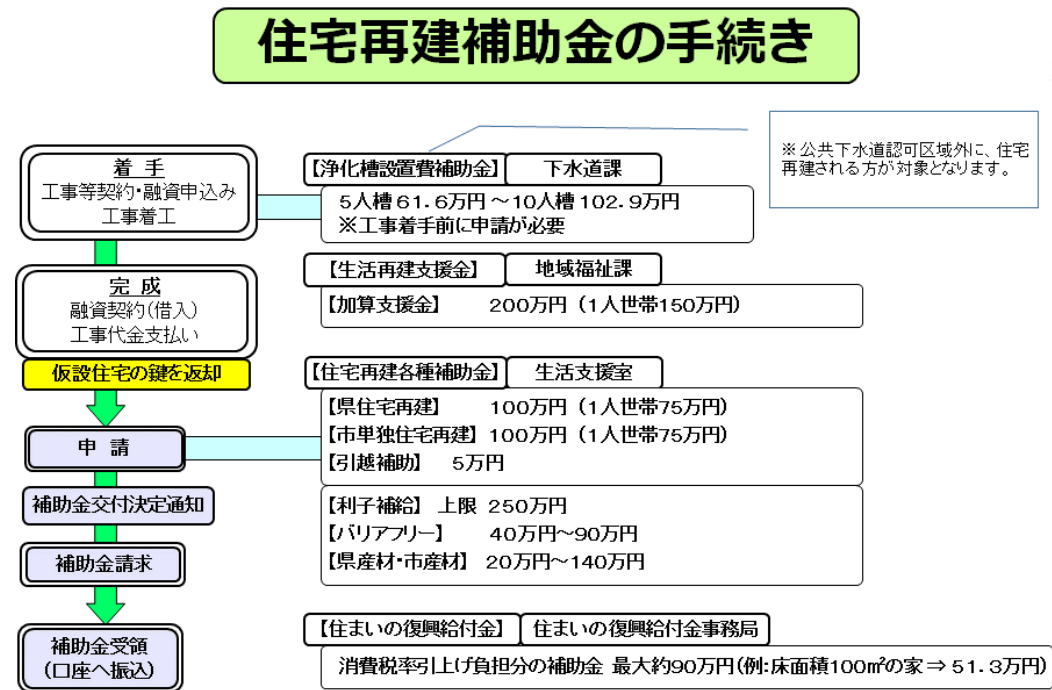 住宅再建補助金の手続き
※公共下水道認可区域外に、住宅
再建される方が対象となります。
着 手
工事等契約・融資申込み
工事着工
【浄化槽設置費補助金】 下水道課
5人槽 61.6万円 ～10人槽 102.9万円
※工事着手前に申請が必要
完 成
融資契約(借入)
工事代金支払い
【生活再建支援金】 地域福祉課
【加算支援金】 200万円（1人世帯150万円）
仮設住宅の鍵を返却
【住宅再建各種補助金】 生活支援室
【県住宅再建】 100万円（1人世帯75万円）
【市単独住宅再建】 100万円（1人世帯75万円）
【引越補助】 5万円
申 請
補助金交付決定通知
【利子補給】 上限 250万円
【バリアフリー】 40万円～90万円
【県産材・市産材】 20万円～140万円
補助金請求
補助金受領
(口座へ振込)
【住まいの復興給付金】 住まいの復興給付金事務局
消費税率引上げ負担分の補助金 最大約90万円(例:床面積100㎡の家 ⇒ 51.3万円)